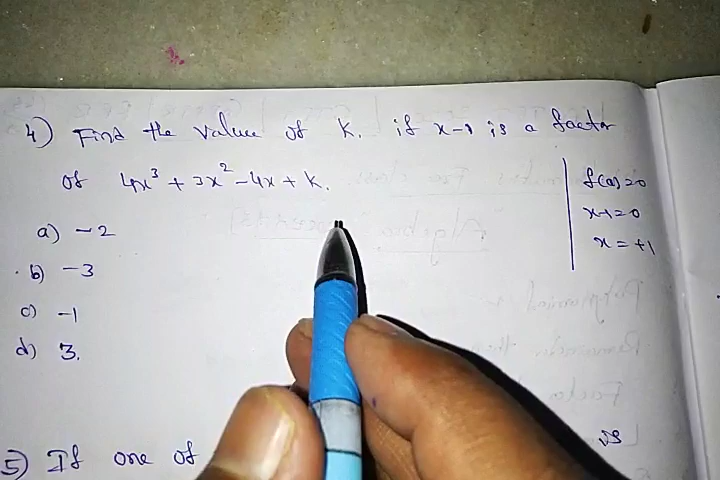 4) Find the value of K. if x-1 is a factor
of 4x³ + 3x² - 4x + k.
a) -2
b) -3
c) -1
d) 3.
f(a)=0
x-1=0
x = +1
5) If one of is